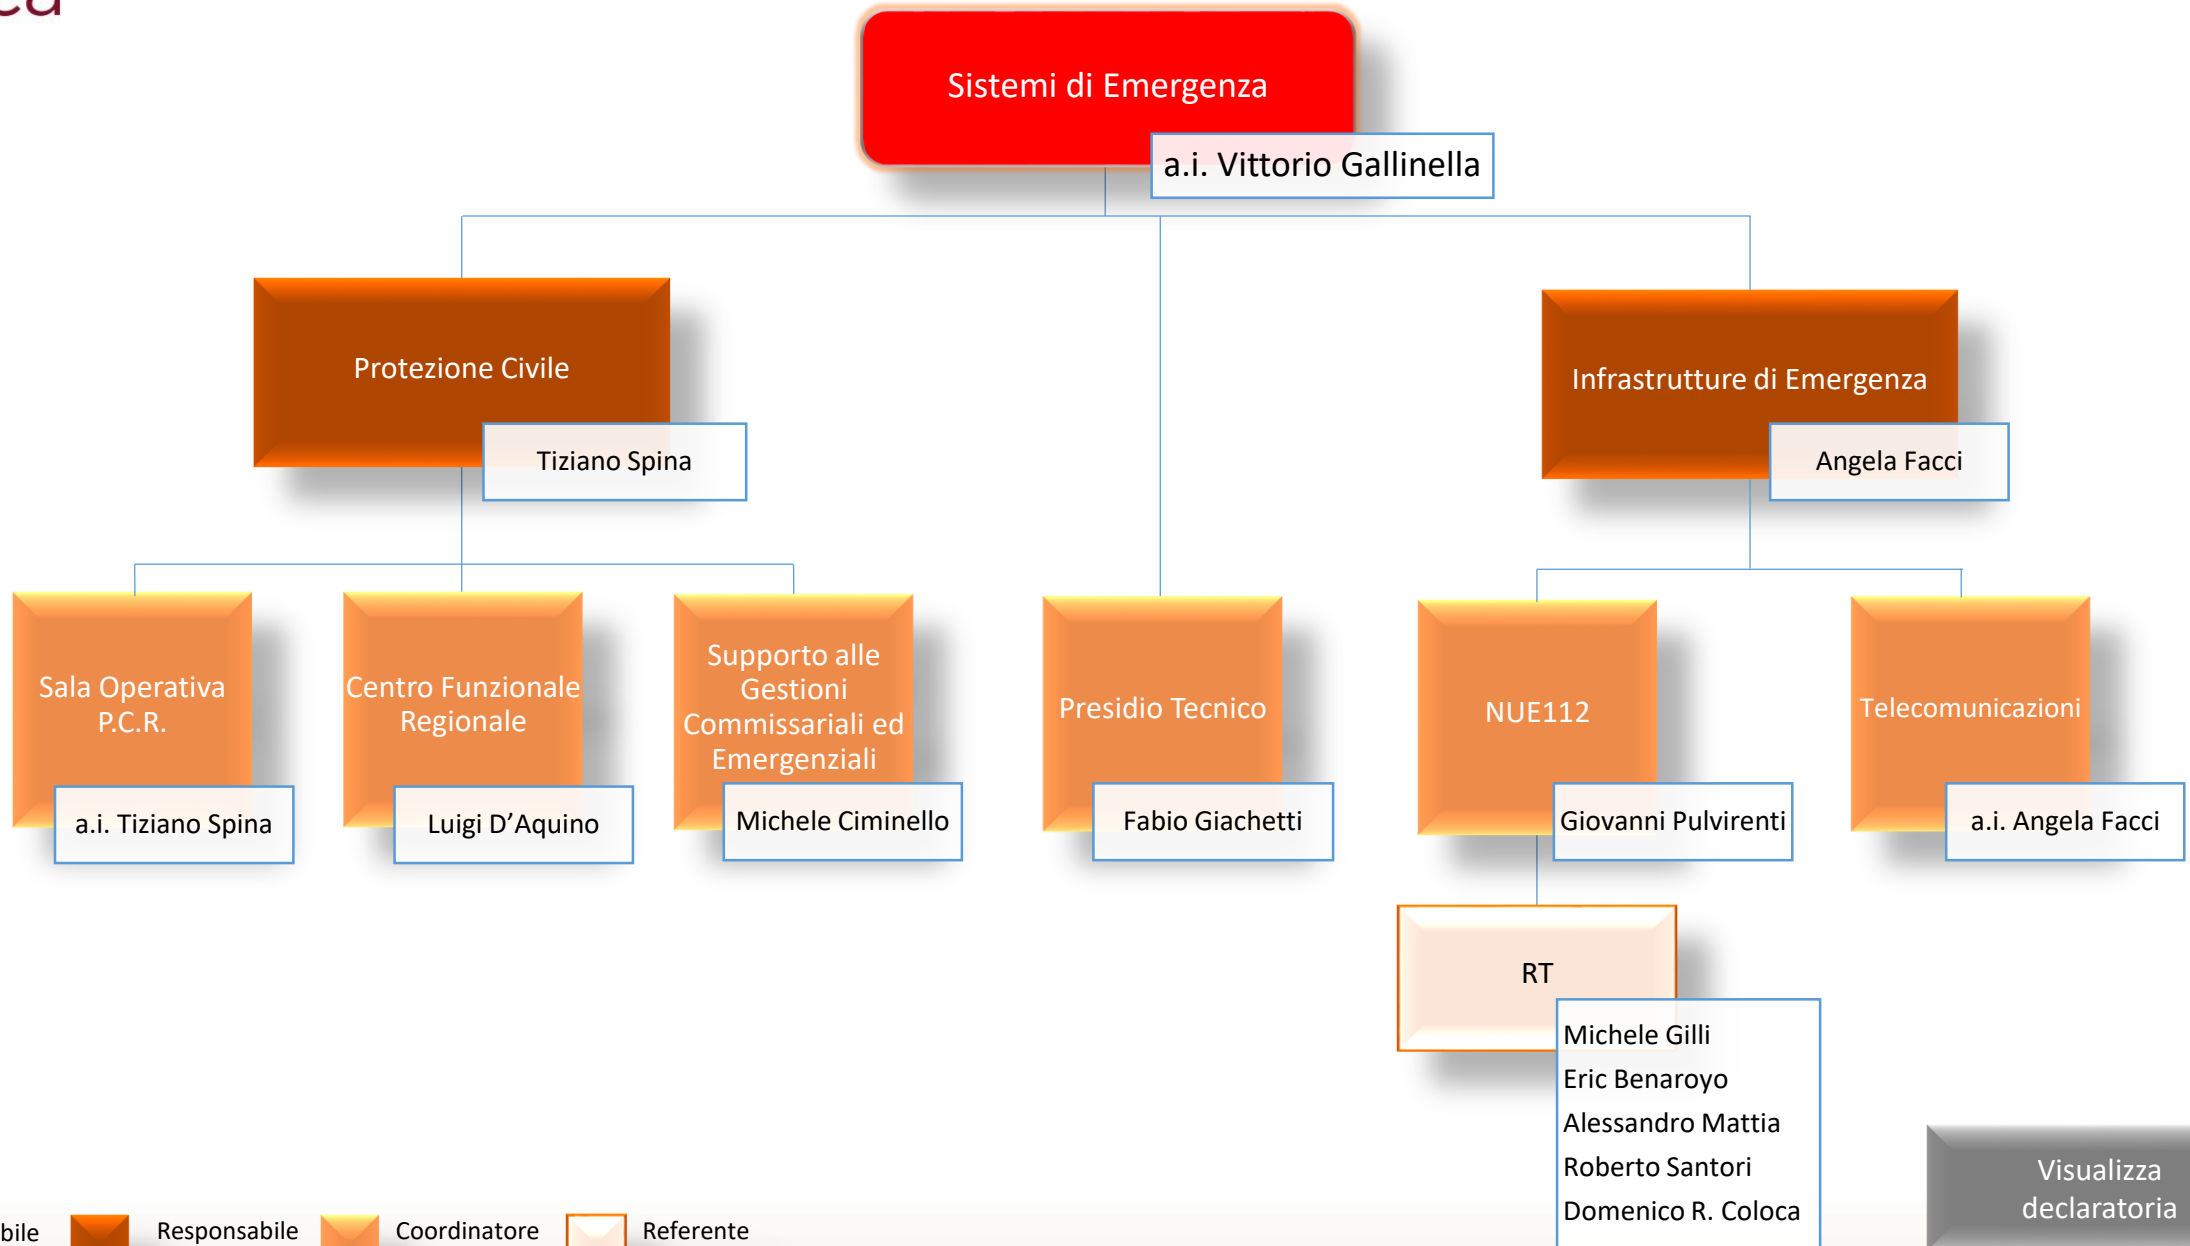 Sistemi di Emergenza
a.i. Vittorio Gallinella
Protezione Civile
Tiziano Spina
Infrastrutture di Emergenza
Angela Facci
Sala Operativa
P.C.R.
a.i. Tiziano Spina
Centro Funzionale
Regionale
Luigi D’Aquino
Supporto alle
Gestioni
Commissariali ed
Emergenziali
Michele Ciminello
Presidio Tecnico
Fabio Giachetti
NUE112
Giovanni Pulvirenti
Telecomunicazioni
a.i. Angela Facci
RT
Michele Gilli
Eric Benaroyo
Alessandro Mattia
Roberto Santori
Domenico R. Coloca
Visualizza
declaratoria
bile
Responsabile
Coordinatore
Referente